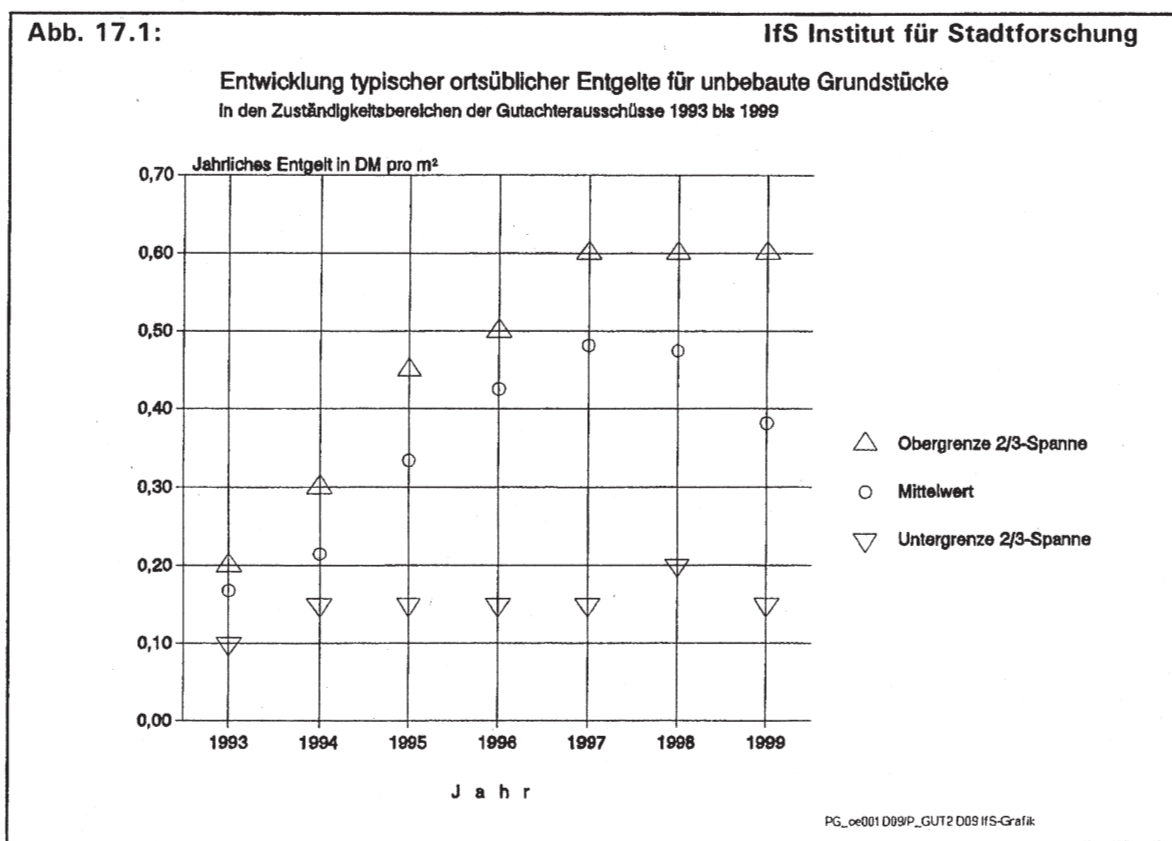 Abb. 17.1:
IfS Institut für Stadtforschung
Entwicklung typischer ortsüblicher Entgelte für unbebaute Grundstücke
in den Zuständigkeitsbereichen der Gutachterausschüsse 1993 bis 1999
Jahrliches Entgelt in DM pro m²
0,70
0,60
0,50
0,40
0,30
0,20
0,10
0,00
1993 1994 1995 1996 1997 1998 1999
J a h r
Obergrenze 2/3-Spanne
Mittelwert
Untergrenze 2/3-Spanne
PG_oe001 D09/P_GUT2 D09 IfS-Grafik